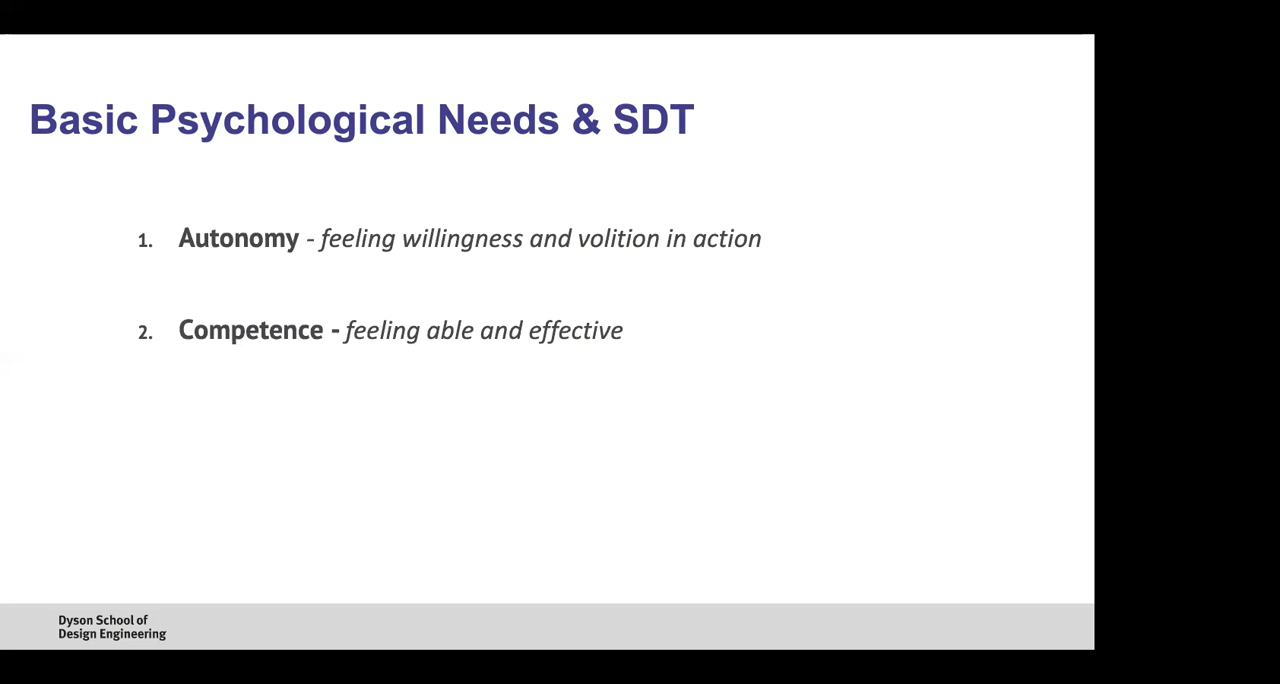 Basic Psychological Needs & SDT
1. Autonomy - feeling willingness and volition in action
2. Competence - feeling able and effective
Dyson School of
Design Engineering